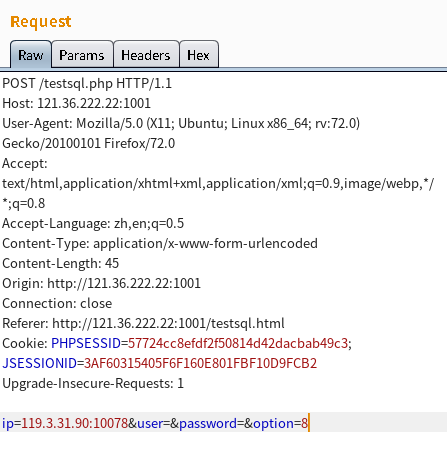 Request
Raw Params Headers Hex
POST /testsql.php HTTP/1.1
Host: 121.36.222.22:1001
User-Agent: Mozilla/5.0 (X11; Ubuntu; Linux x86_64; rv:72.0)
Gecko/20100101 Firefox/72.0
Accept:
text/html,application/xhtml+xml,application/xml;q=0.9,image/webp,*/
*;q=0.8
Accept-Language: zh,en;q=0.5
Content-Type: application/x-www-form-urlencoded
Content-Length: 45
Origin: http://121.36.222.22:1001
Connection: close
Referer: http://121.36.222.22:1001/testsql.html
Cookie: PHPSESSID=57724cc8efdf2f50814d42dacbab49c3;
JSESSIONID=3AF60315405F6F160E801FBF10D9FCB2
Upgrade-Insecure-Requests: 1
ip=119.3.31.90:10078&user=&password=&option=8